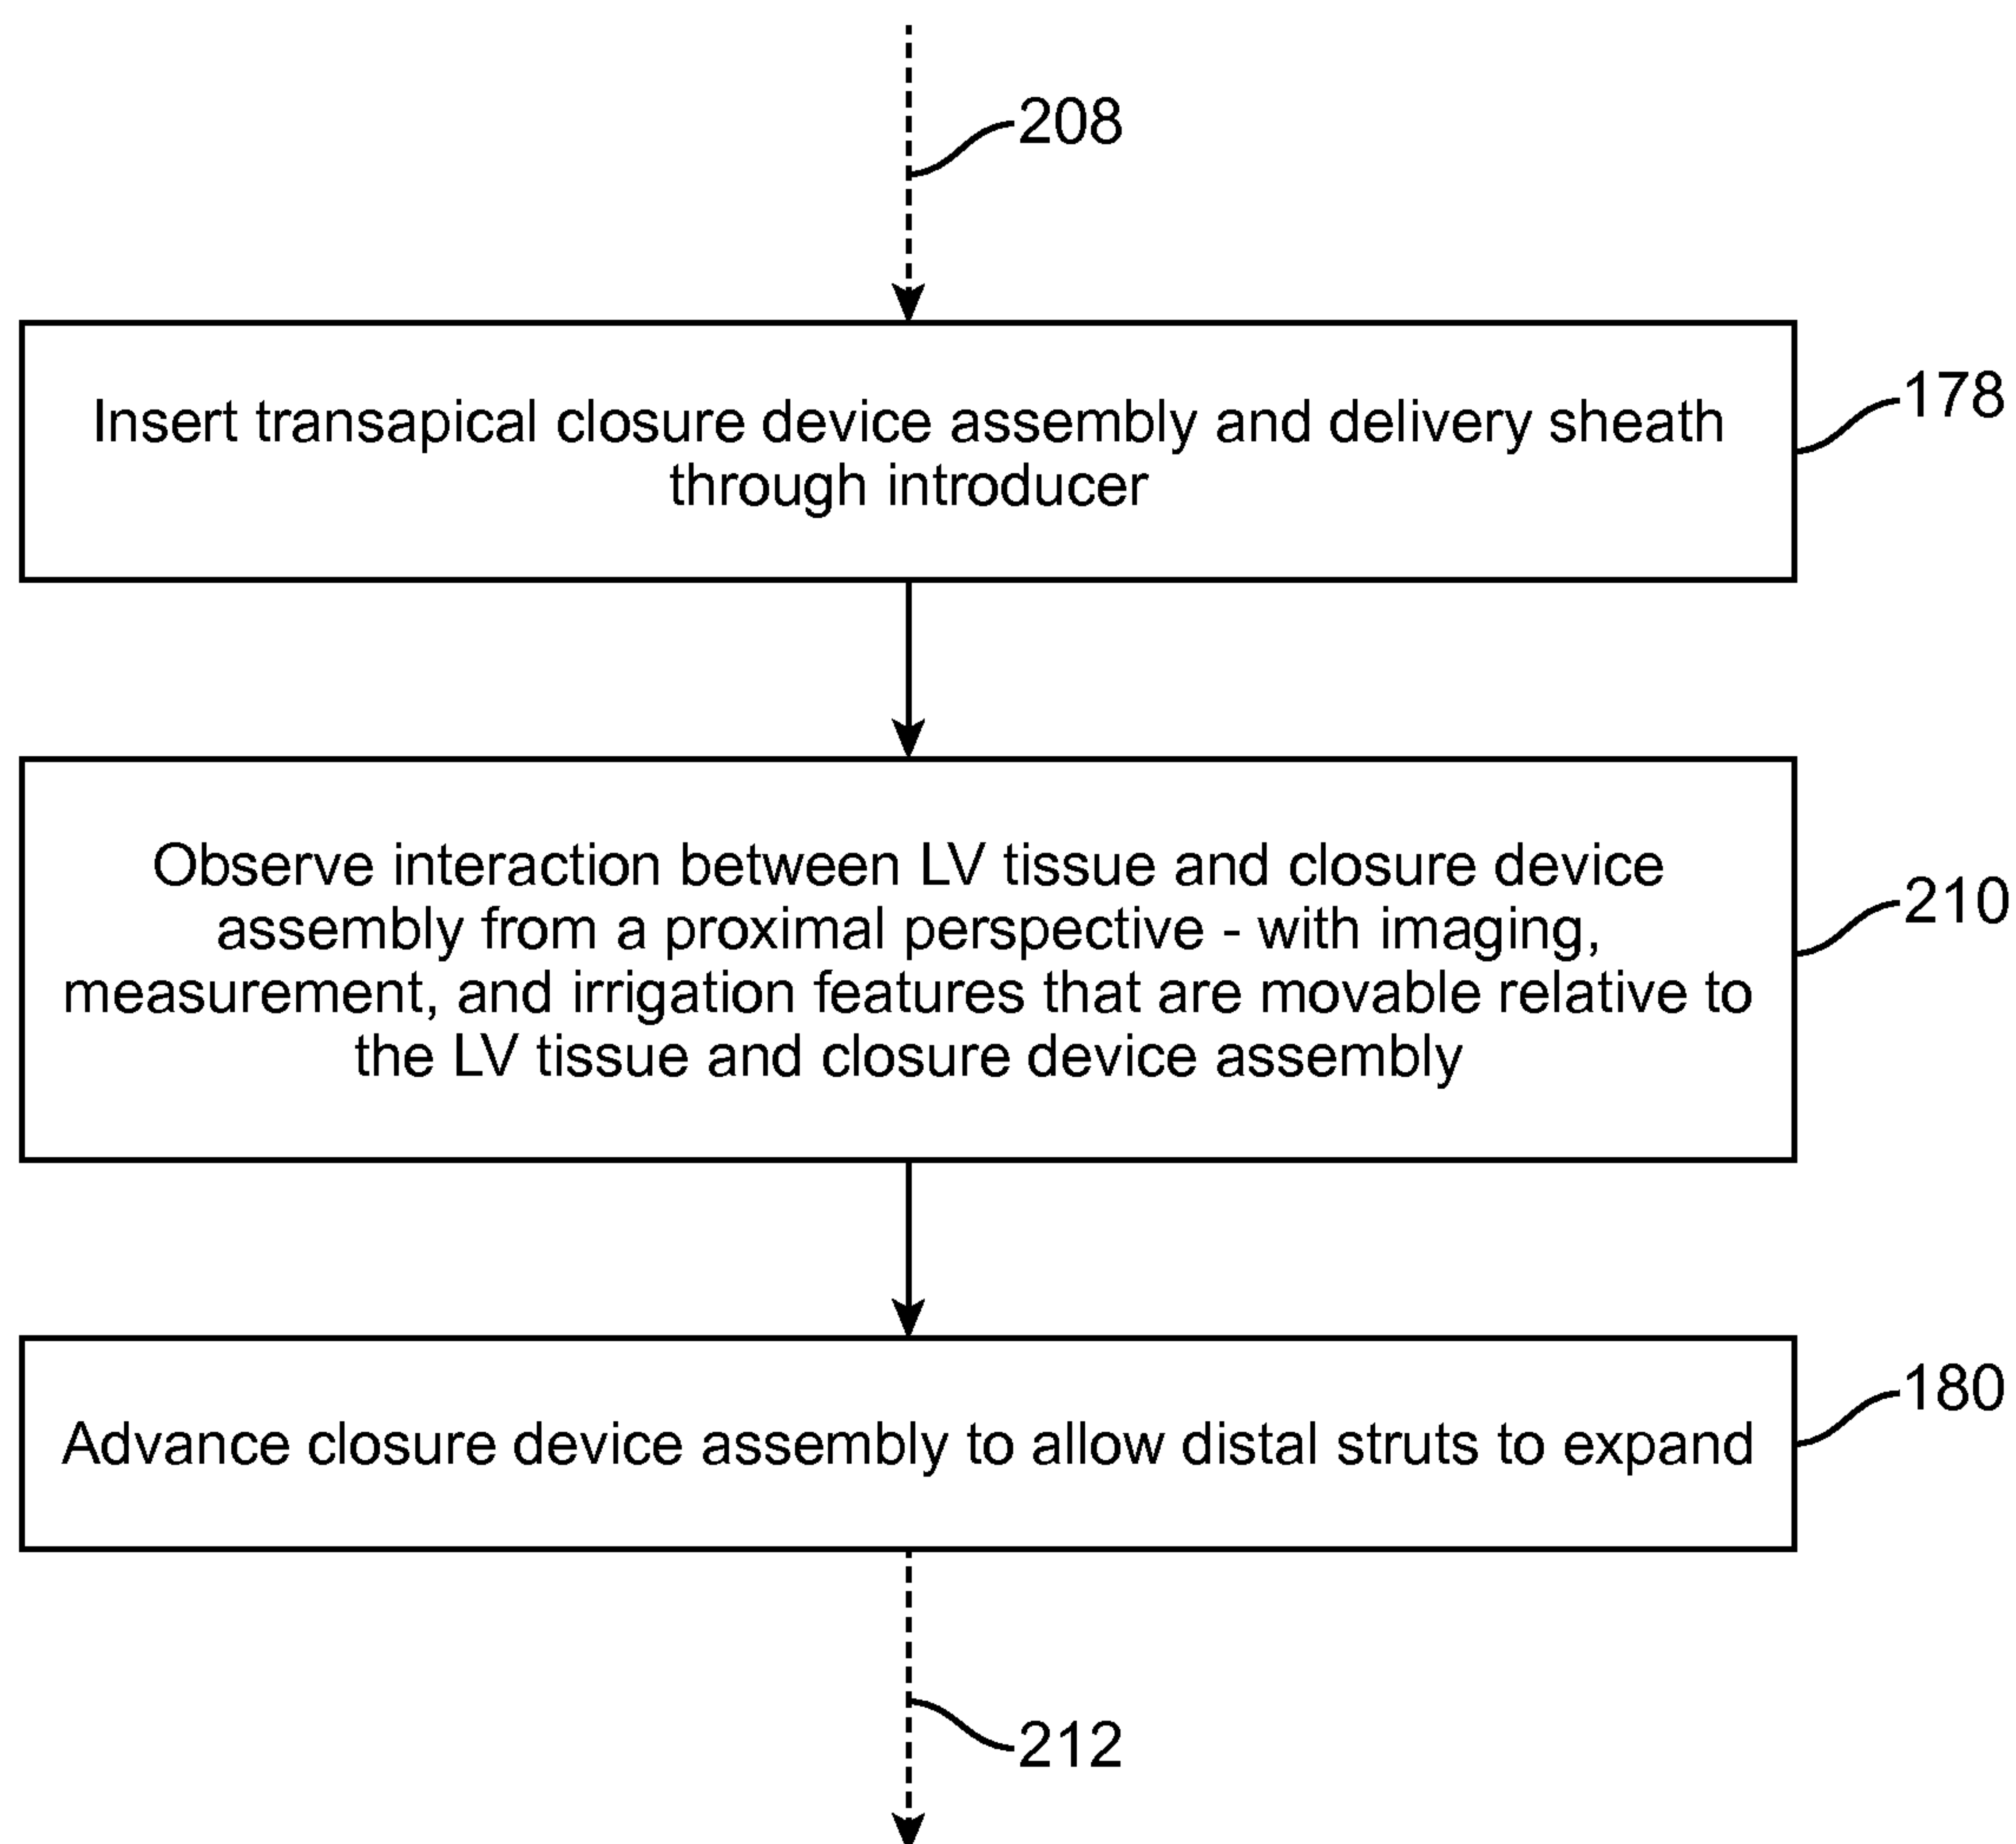 208
Insert transapical closure device assembly and delivery sheath
through introducer
178
Observe interaction between LV tissue and closure device
assembly from a proximal perspective - with imaging,
measurement, and irrigation features that are movable relative to
the LV tissue and closure device assembly
210
Advance closure device assembly to allow distal struts to expand
180
212